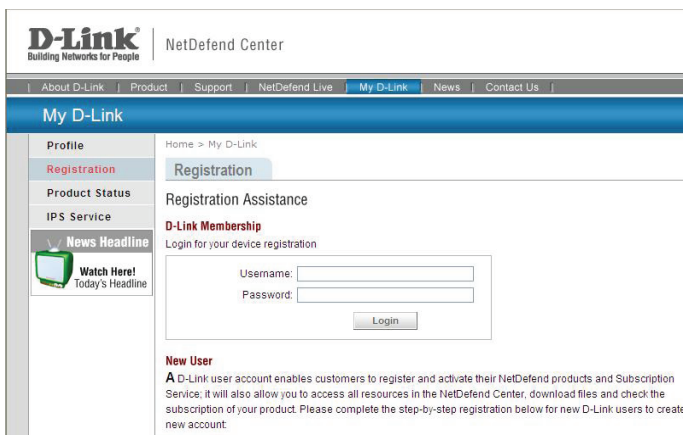 D-Link
Building Networks for People
NetDefend Center
About D-Link | Product | Support | NetDefend Live | My D-Link | News | Contact Us |
My D-Link
Profile
Registration
Product Status
IPS Service
News Headline
Watch Here!
Today's Headline
Home > My D-Link
Registration
Registration Assistance
D-Link Membership
Login for your device registration
Username:
Password:
Login
New User
A D-Link user account enables customers to register and activate their NetDefend products and Subscription
Service; it will also allow you to access all resources in the NetDefend Center, download files and check the
subscription of your product. Please complete the step-by-step registration below for new D-Link users to create
new account: